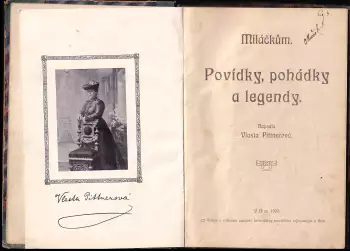 Vlasta Pittnerová
Miláčkům.
Povídky, pohádky
a legendy.
Napsala
Vlasta Pittnerová.